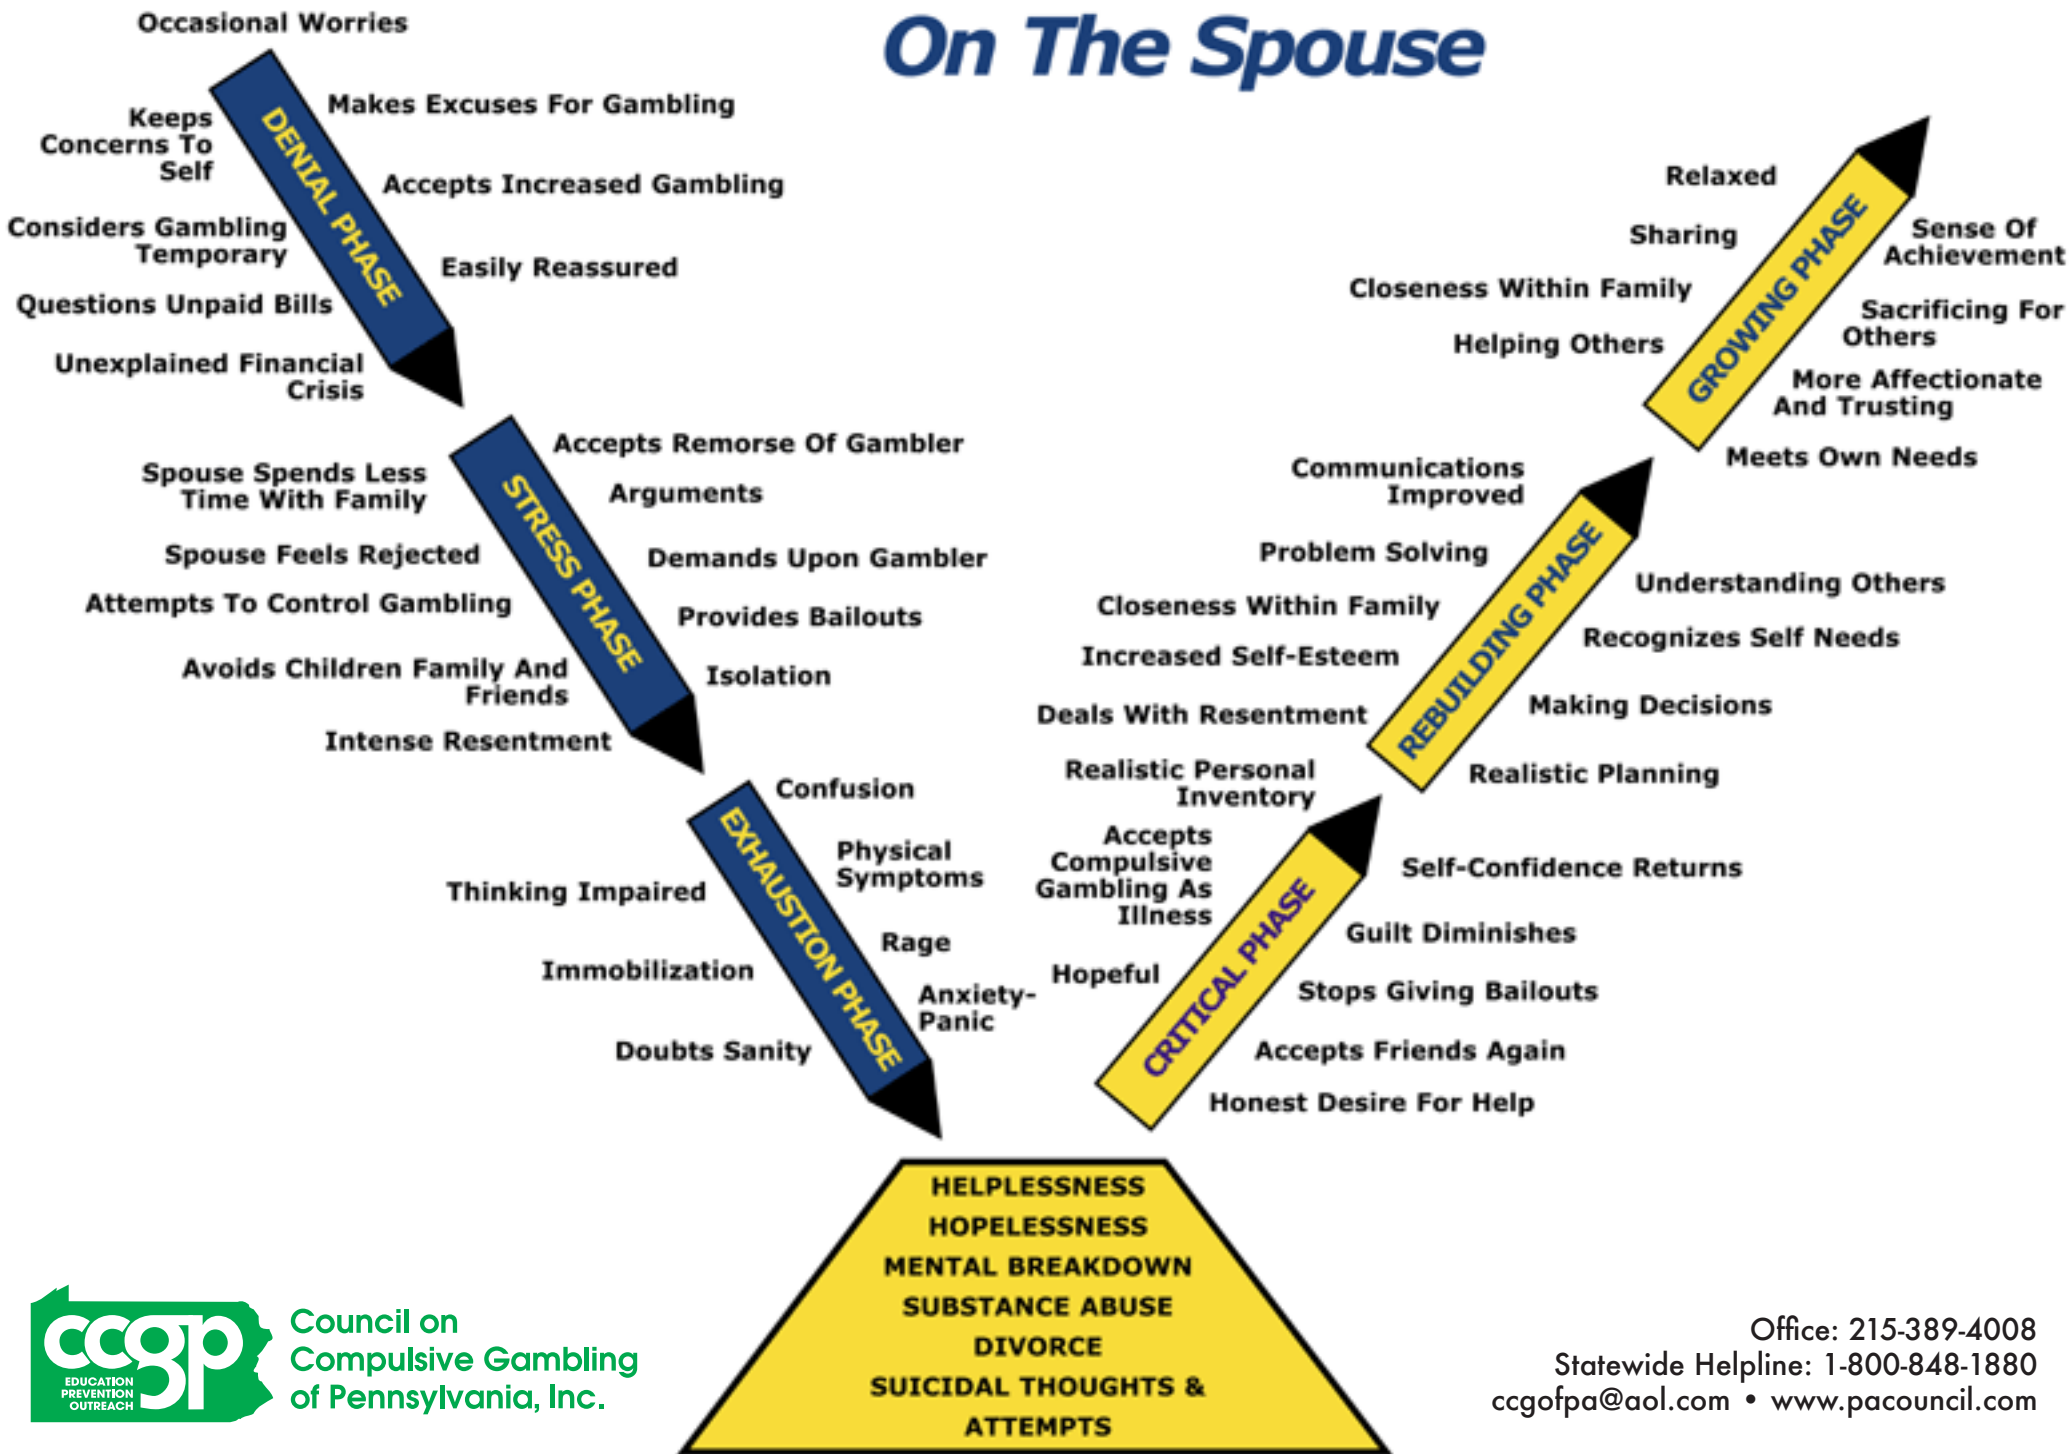 On The Spouse
Occasional Worries
DENIAL PHASE
Makes Excuses For Gambling
Keeps
Concerns To
Self
Accepts Increased Gambling
Considers Gambling
Temporary
Easily Reassured
Questions Unpaid Bills
Unexplained Financial
Crisis
STRESS PHASE
Accepts Remorse Of Gambler
Spouse Spends Less
Time With Family
Arguments
Spouse Feels Rejected
Demands Upon Gambler
Attempts To Control Gambling
Provides Bailouts
Avoids Children Family And
Friends
Isolation
Intense Resentment
EXHAUSTION PHASE
Confusion
Physical
Symptoms
Thinking Impaired
Rage
Immobilization
Anxiety-
Panic
Doubts Sanity
HELPLESSNESS
HOPELESSNESS
MENTAL BREAKDOWN
SUBSTANCE ABUSE
DIVORCE
SUICIDAL THOUGHTS &
ATTEMPTS
GROWING PHASE
Relaxed
Sharing
Sense Of
Achievement
Closeness Within Family
Sacrificing For
Others
Helping Others
More Affectionate
And Trusting
Meets Own Needs
REBUILDING PHASE
Communications
Improved
Problem Solving
Understanding Others
Closeness Within Family
Recognizes Self Needs
Increased Self-Esteem
Making Decisions
Deals With Resentment
Realistic Planning
CRITICAL PHASE
Realistic Personal
Inventory
Accepts
Compulsive
Gambling As
Illness
Self-Confidence Returns
Guilt Diminishes
Hopeful
Stops Giving Bailouts
Accepts Friends Again
Honest Desire For Help
ccgp
EDUCATION
PREVENTION
OUTREACH
Council on
Compulsive Gambling
of Pennsylvania, Inc.
Office: 215-389-4008
Statewide Helpline: 1-800-848-1880
ccgofpa@aol.com • www.pacouncil.com